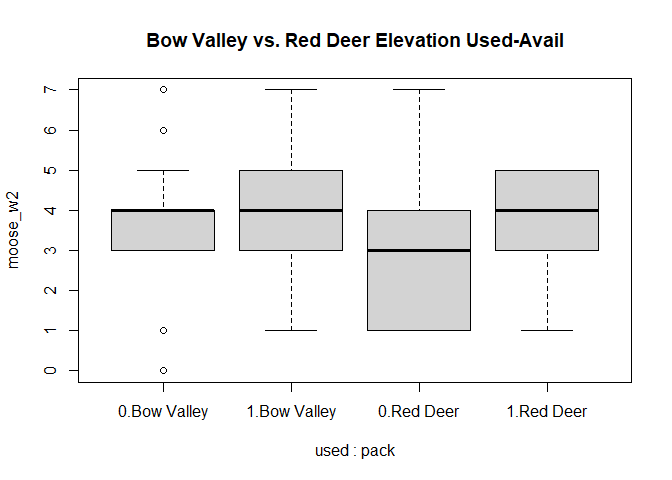 Bow Valley vs. Red Deer Elevation Used-Avail
moose_w2
7
6
5
4
3
2
1
0
0.Bow Valley 1.Bow Valley 0.Red Deer 1.Red Deer
used : pack